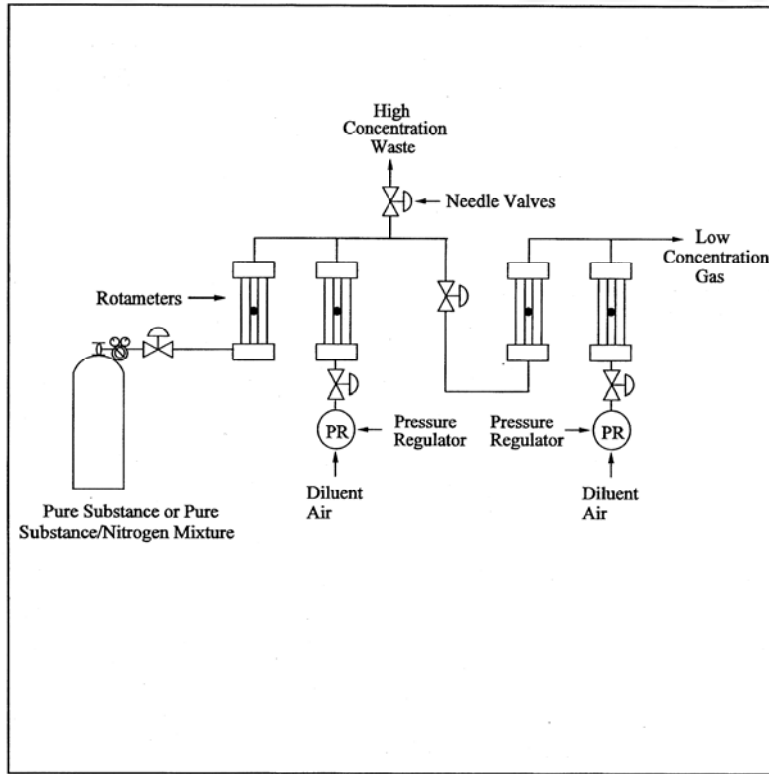 High
Concentration
Waste
Needle Valves
Low
Concentration
Gas
Rotameters
PR
Pressure
Regulator
Pressure
Regulator
PR
Diluent
Air
Diluent
Air
Pure Substance or Pure
Substance/Nitrogen Mixture